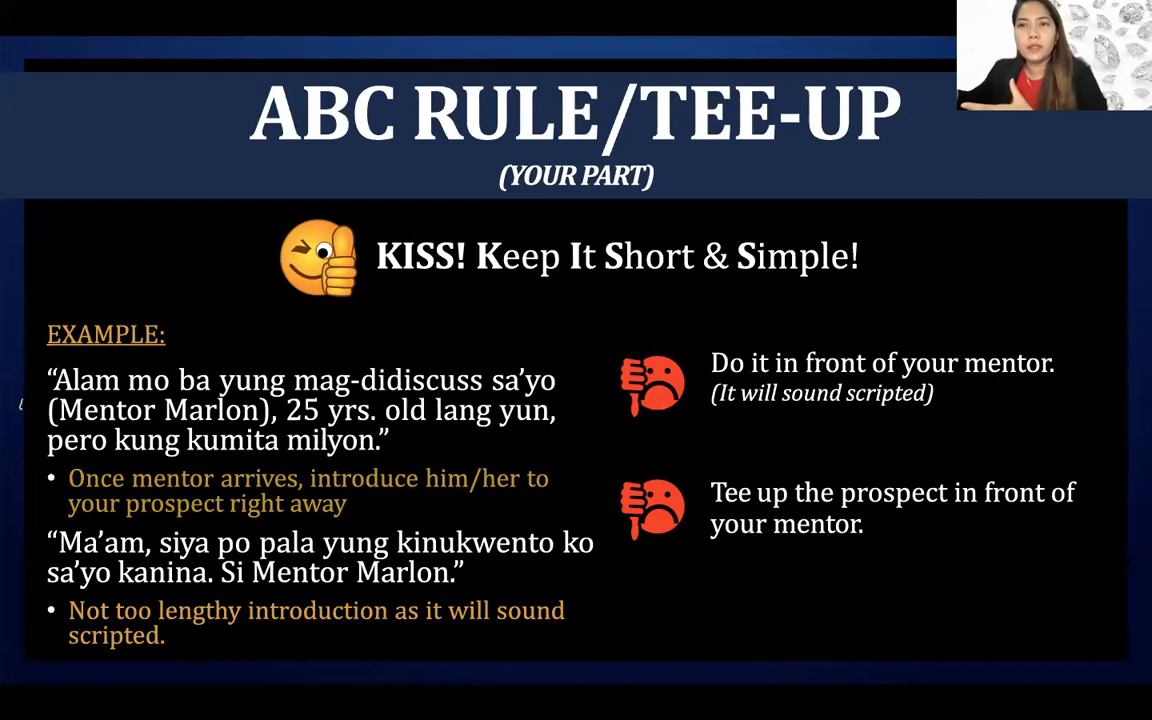 ABC RULE/TEE-UP
(YOUR PART)
KISS! Keep It Short & Simple!
EXAMPLE:
“Alam mo ba yung mag-didiscuss sa’yo
(Mentor Marlon), 25 yrs. old lang yun,
pero kung kumita milyon.”
• Once mentor arrives, introduce him/her to
your prospect right away
“Ma’am, siya po pala yung kinukwento ko
sa’yo kanina. Si Mentor Marlon.”
• Not too lengthy introduction as it will sound
scripted.
Do it in front of your mentor.
(It will sound scripted)
Tee up the prospect in front of
your mentor.